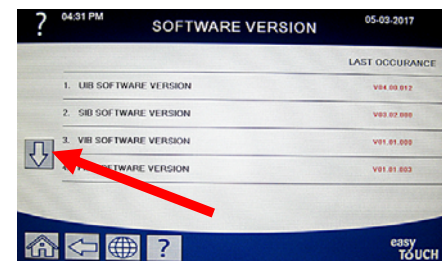 ?
04:31 PM
SOFTWARE VERSION
05-03-2017
LAST OCCURANCE
1. UIB SOFTWARE VERSION V04.00.012
2. SIB SOFTWARE VERSION V03.02.000
3. VIB SOFTWARE VERSION V01.01.000
4. SOFTWARE VERSION V01.01.003
?
easy
TOUCH